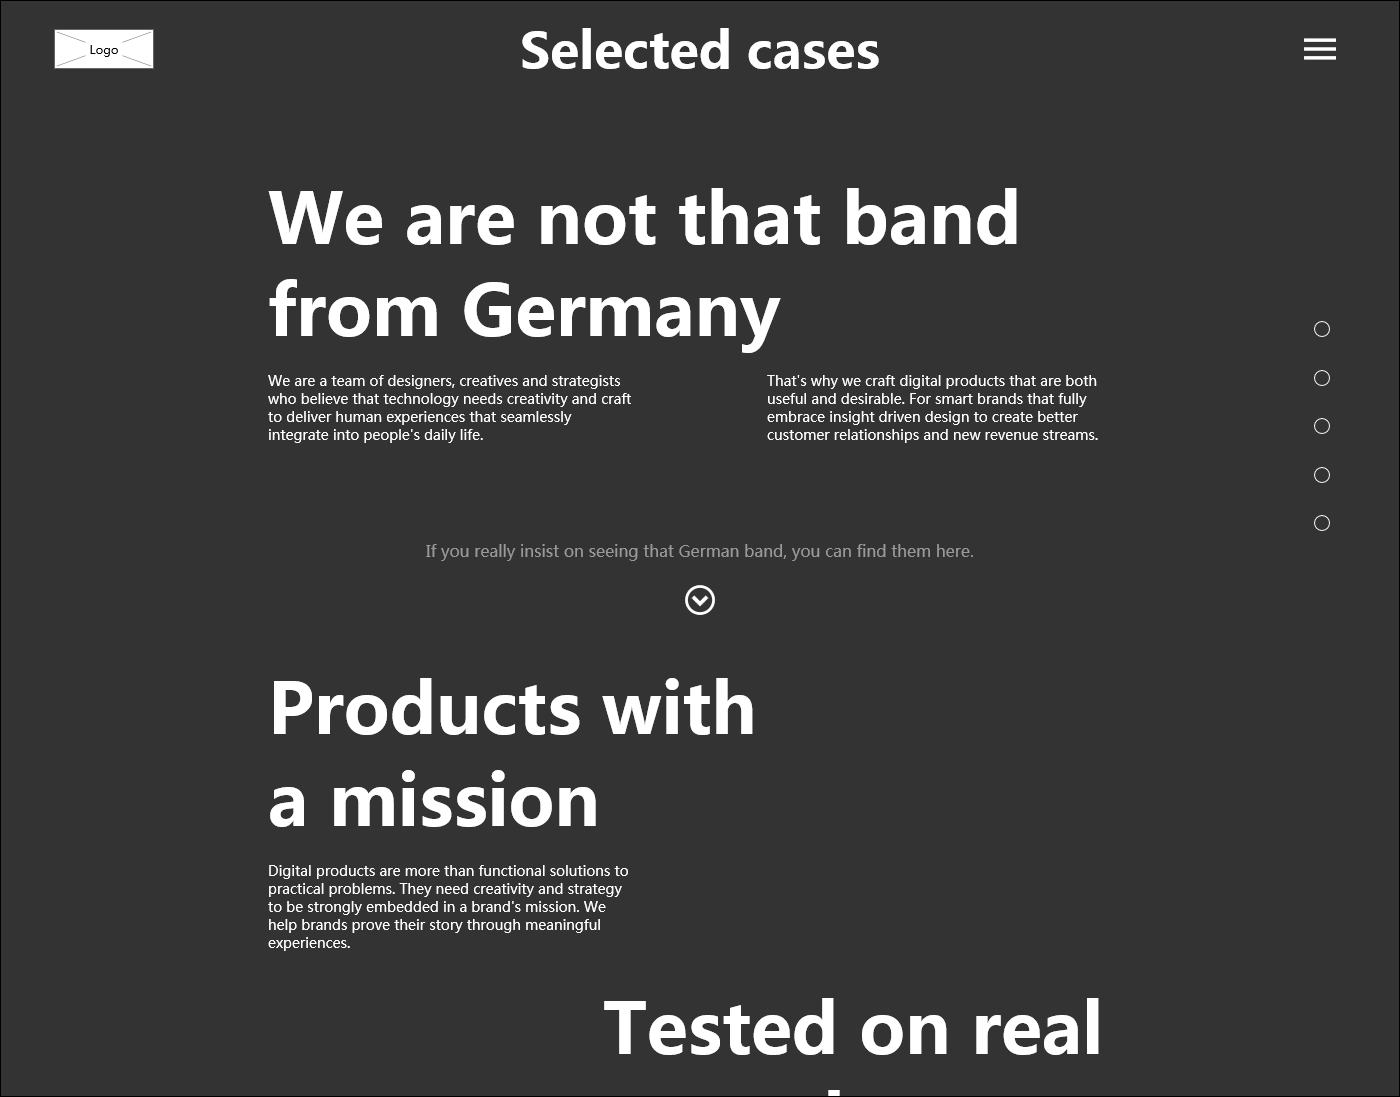 Logo
Selected cases
We are not that band
from Germany
We are a team of designers, creatives and strategists
who believe that technology needs creativity and craft
to deliver human experiences that seamlessly
integrate into people's daily life.
That's why we craft digital products that are both
useful and desirable. For smart brands that fully
embrace insight driven design to create better
customer relationships and new revenue streams.
If you really insist on seeing that German band, you can find them here.
Products with
a mission
Digital products are more than functional solutions to
practical problems. They need creativity and strategy
to be strongly embedded in a brand's mission. We
help brands prove their story through meaningful
experiences.
Tested on real